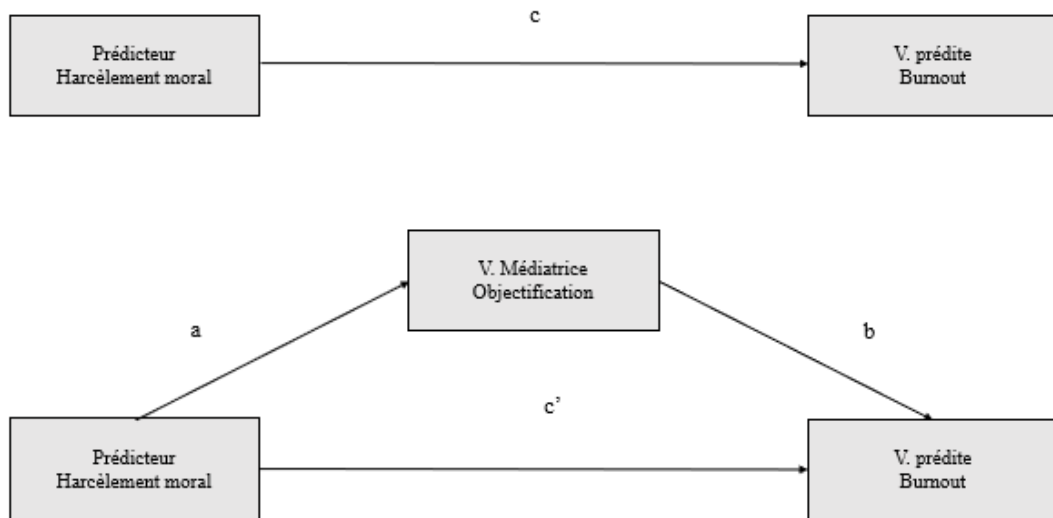 c
Prédicteur
Harcèlement moral
V. prédite
Burnout
V. Médiatrice
Objectification
a
b
c’
Prédicteur
Harcèlement moral
V. prédite
Burnout